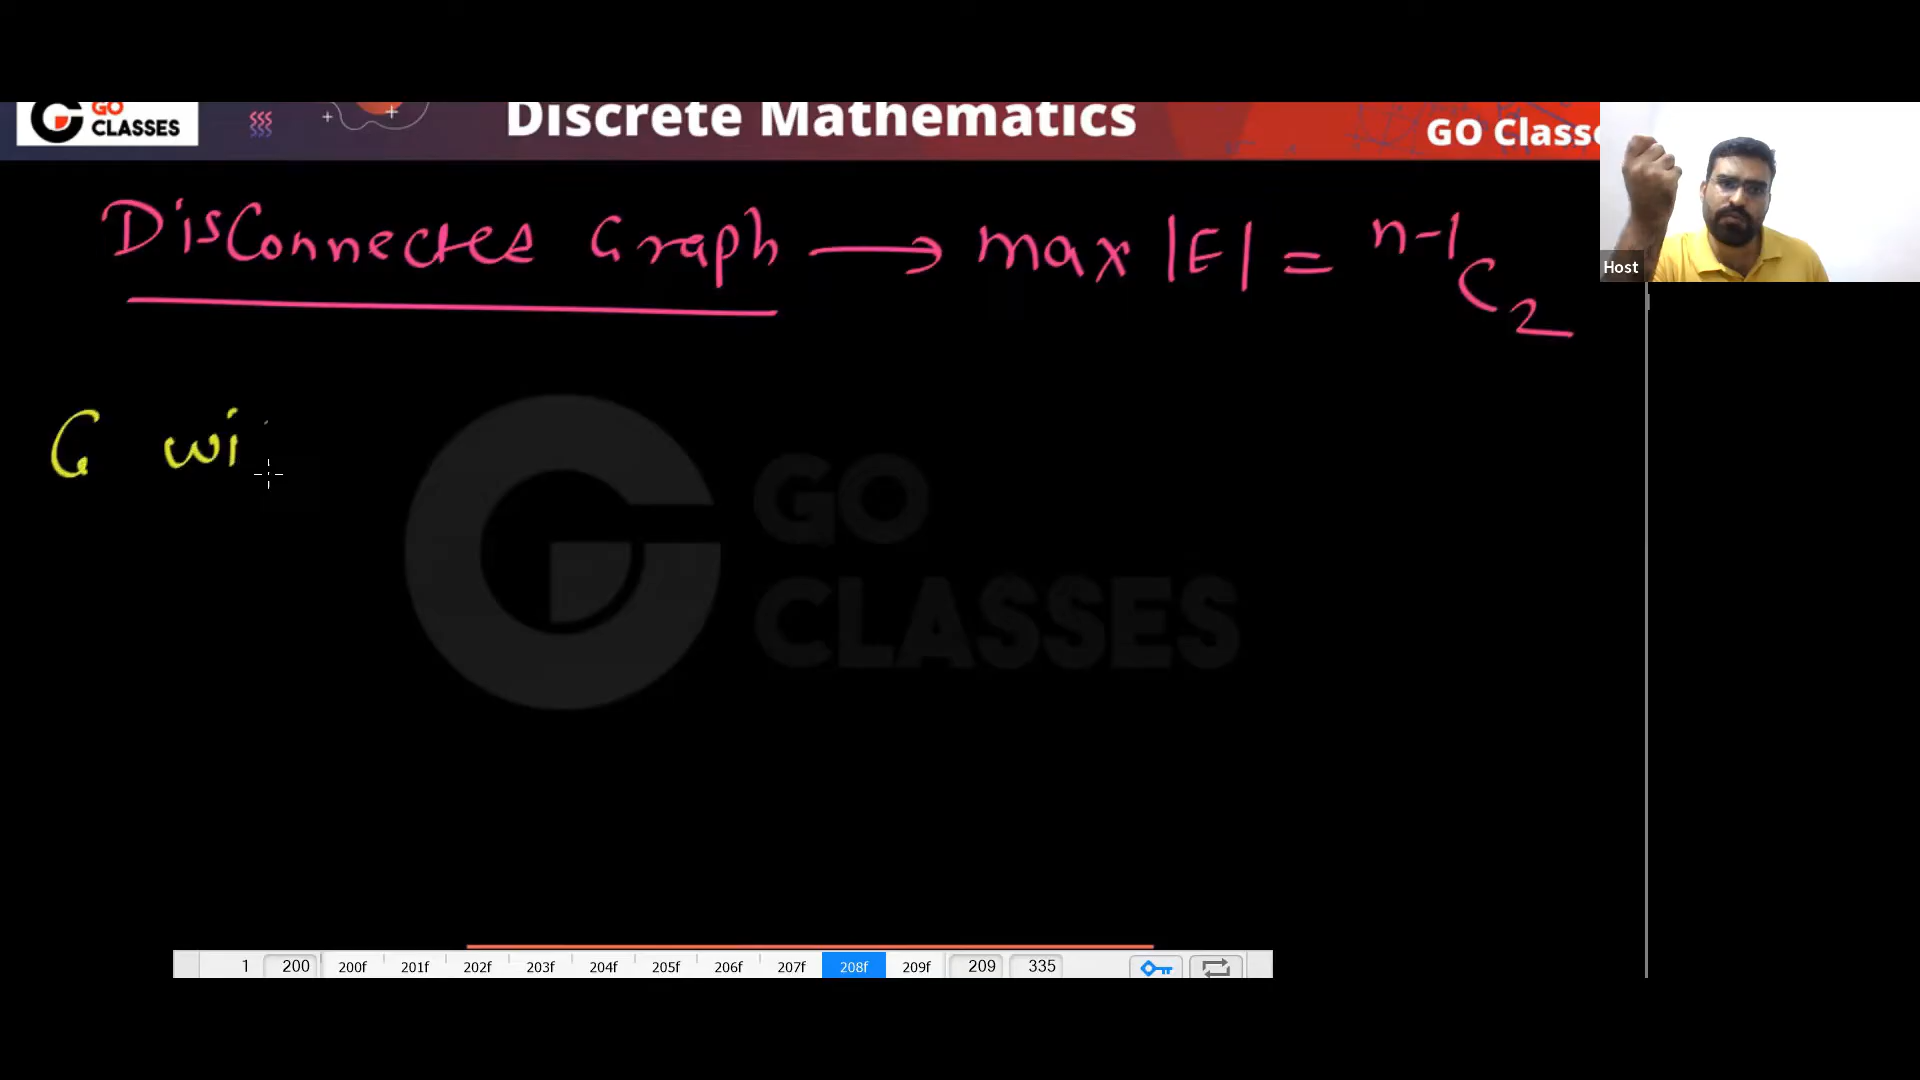 GO
CLASSES
Discrete Mathematics
GO Classe
Host
DisConnected Graph → max |E| = n-1C2
G wi
GO
CLASSES
1 200 200f 201f 202f 203f 204f 205f 206f 207f 208f 209f 209 335